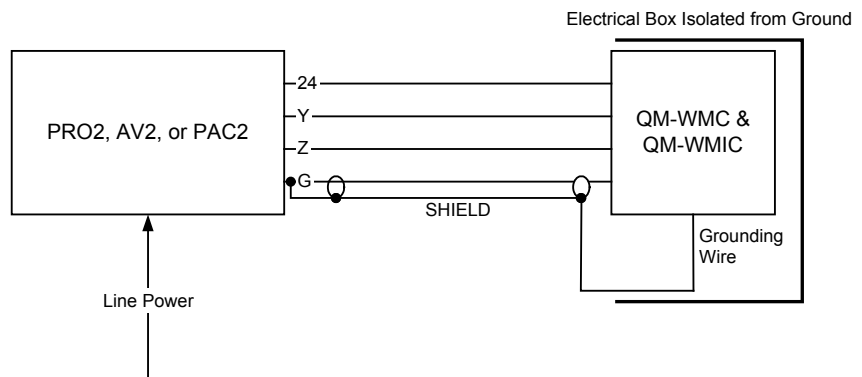 Electrical Box Isolated from Ground
24
Y
PRO2, AV2, or PAC2
QM-WMC &
QM-WMIC
Z
G
SHIELD
Grounding
Wire
Line Power